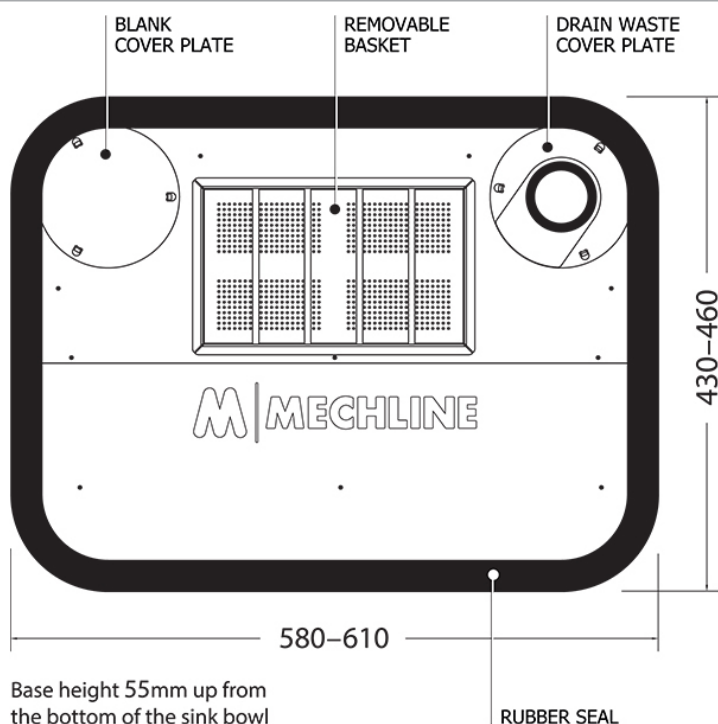 BLANK
COVER PLATE
REMOVABLE
BASKET
DRAIN WASTE
COVER PLATE
430–460
M|MECHLINE
580–610
Base height 55mm up from
the bottom of the sink bowl
RUBBER SEAL